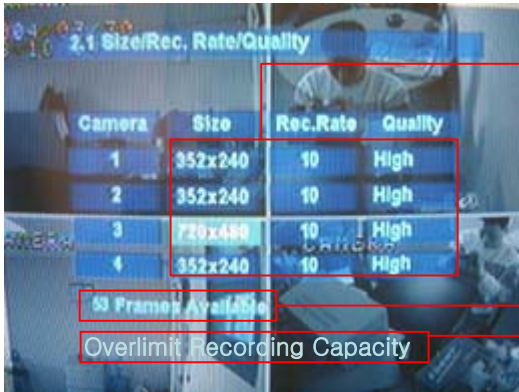 2.1 Size/Rec. Rate/Quality
Camera Size Rec.Rate Quality
1 352x240 10 High
2 352x240 10 High
3 720x480 10 High
4 352x240 10 High
CAMERA
53 Frames Available
Overlimit Recording Capacity